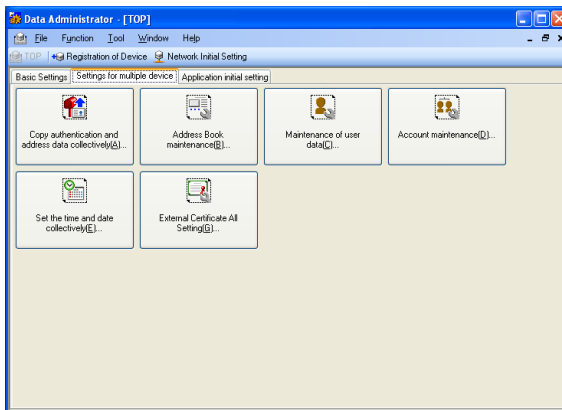 Data Administrator - [TOP]
File Function Tool Window Help
TOP Registration of Device Network Initial Setting
Basic Settings Settings for multiple device Application initial setting
Copy authentication and
address data collectively(A)...
Address Book
maintenance(B)...
Maintenance of user
data(C)...
Account maintenance(D)...
Set the time and date
collectively(E)...
External Certificate All
Setting(G)...